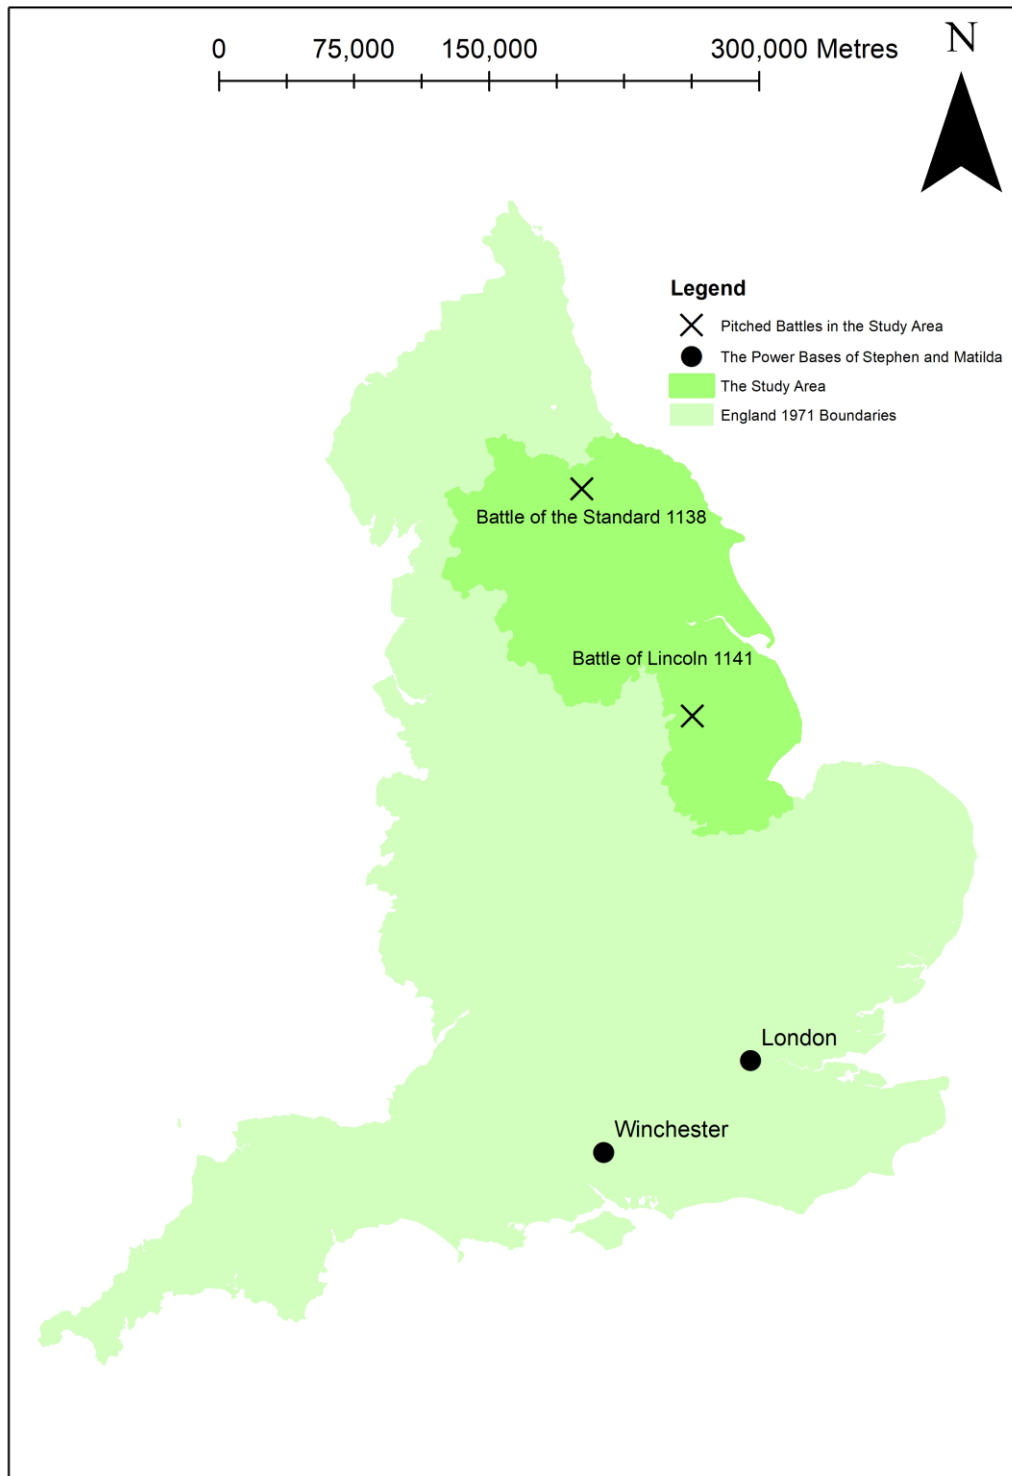 0 75,000 150,000 300,000 Metres
N
Legend
Pitched Battles in the Study Area
The Power Bases of Stephen and Matilda
The Study Area
England 1971 Boundaries
Battle of the Standard 1138
Battle of Lincoln 1141
London
Winchester